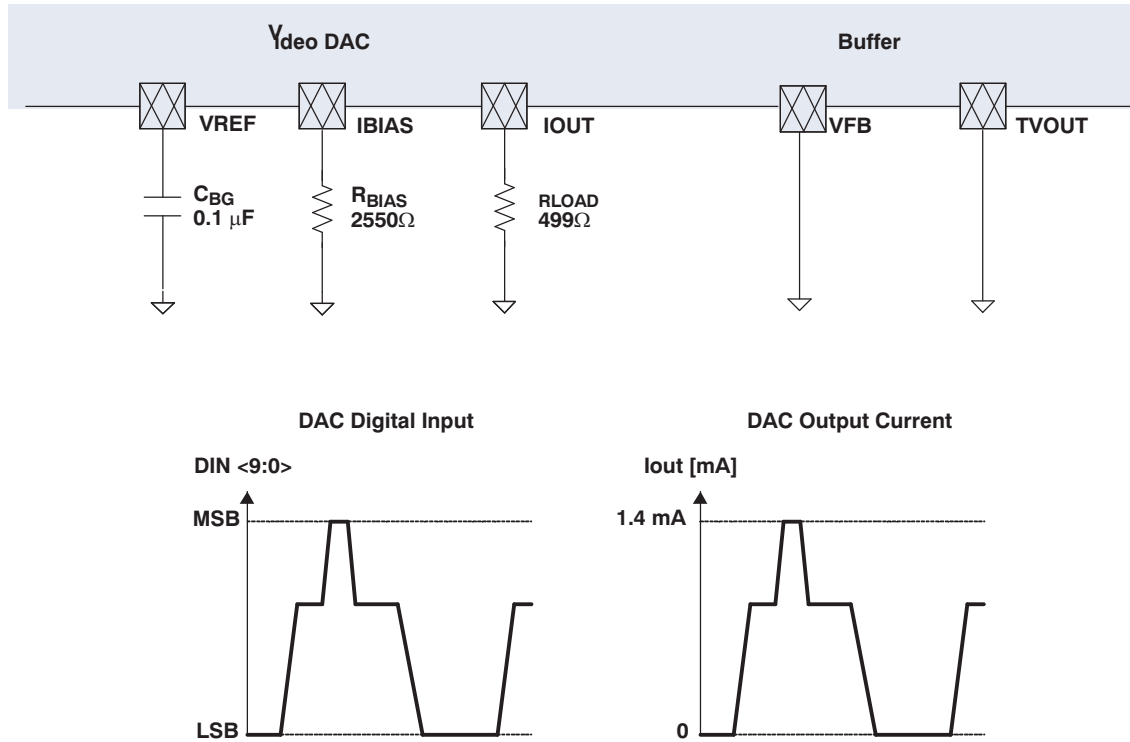 Video DAC
Buffer
VREF
IBIAS
IOUT
VFB
TVOUT
CBG
0.1 μF
RBIAS
2550Ω
RLOAD
499Ω
DAC Digital Input
DAC Output Current
DIN <9:0>
Iout [mA]
MSB
1.4 mA
LSB
0